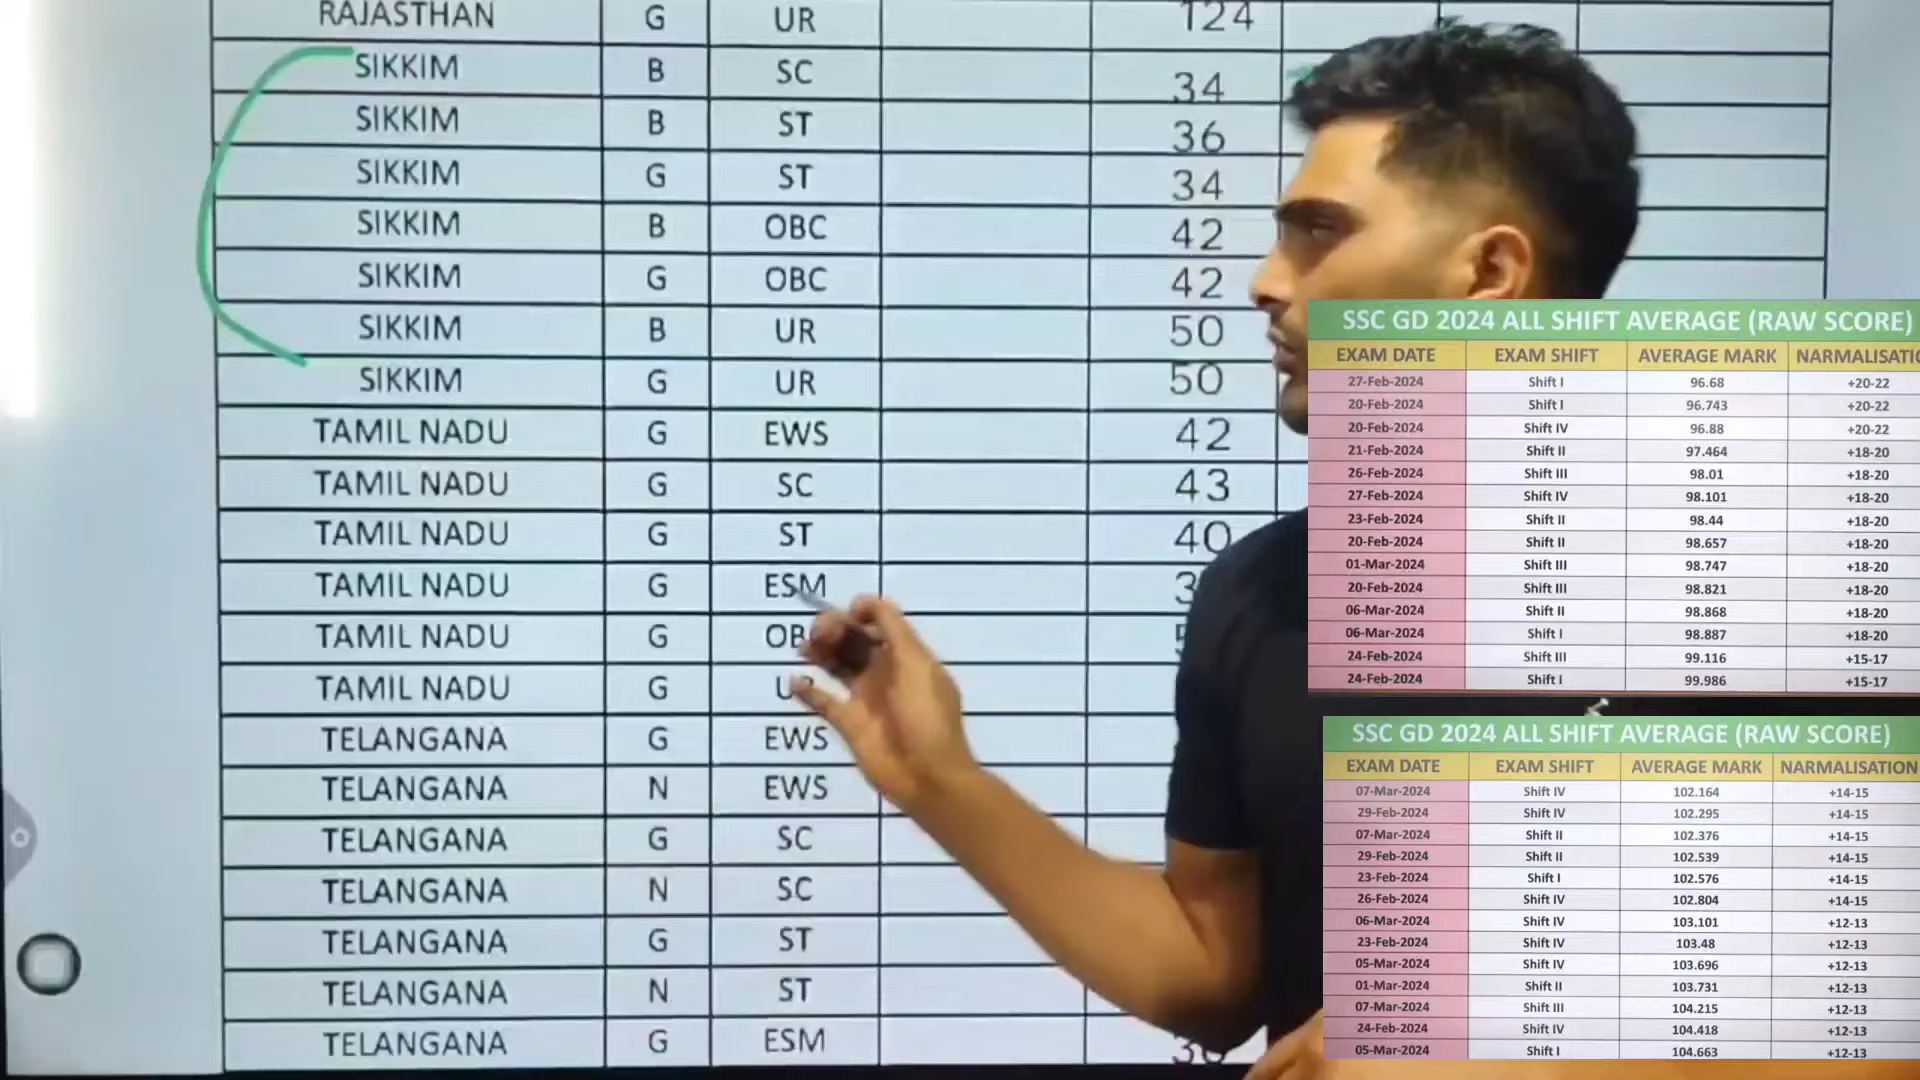 RAJASTHAN G UR 124
SIKKIM B SC 34
SIKKIM B ST 36
SIKKIM G ST 34
SIKKIM B OBC 42
SIKKIM G OBC 42
SIKKIM B UR 50
SIKKIM G UR 50
TAMIL NADU G EWS 42
TAMIL NADU G SC 43
TAMIL NADU G ST 40
TAMIL NADU G ESM
TAMIL NADU G
TAMIL NADU G
TELANGANA G EWS
TELANGANA N EWS
TELANGANA G SC
TELANGANA N SC
TELANGANA G ST
TELANGANA N ST
TELANGANA G ESM 30
SSC GD 2024 ALL SHIFT AVERAGE (RAW SCORE)
EXAM DATE EXAM SHIFT AVERAGE MARK
27-Feb-2024 Shift I 96.68 +20-22
20-Feb-2024 Shift I 96.743 +20-22
20-Feb-2024 Shift IV 96.88 +20-22
21-Feb-2024 Shift II 97.464 +18-20
26-Feb-2024 Shift III 98.01 +18-20
27-Feb-2024 Shift IV 98.101 +18-20
23-Feb-2024 Shift II 98.44 +18-20
20-Feb-2024 Shift II 98.657 +18-20
01-Mar-2024 Shift III 98.747 +18-20
20-Feb-2024 Shift III 98.821 +18-20
06-Mar-2024 Shift II 98.868 +18-20
06-Mar-2024 Shift I 98.887 +18-20
24-Feb-2024 Shift III 99.116 +15-17
24-Feb-2024 Shift I 99.986 +15-17
SSC GD 2024 ALL SHIFT AVERAGE (RAW SCORE)
EXAM DATE EXAM SHIFT AVERAGE MARK NARMALISATION
07-Mar-2024 Shift IV 102.164 +14-15
29-Feb-2024 Shift IV 102.295 +14-15
07-Mar-2024 Shift II 102.376 +14-15
29-Feb-2024 Shift II 102.539 +14-15
23-Feb-2024 Shift I 102.576 +14-15
26-Feb-2024 Shift IV 102.804 +14-15
06-Mar-2024 Shift IV 103.101 +12-13
23-Feb-2024 Shift IV 103.48 +12-13
05-Mar-2024 Shift IV 103.696 +12-13
01-Mar-2024 Shift II 103.731 +12-13
07-Mar-2024 Shift III 104.215 +12-13
24-Feb-2024 Shift IV 104.418 +12-13
05-Mar-2024 Shift I 104.663 +12-13